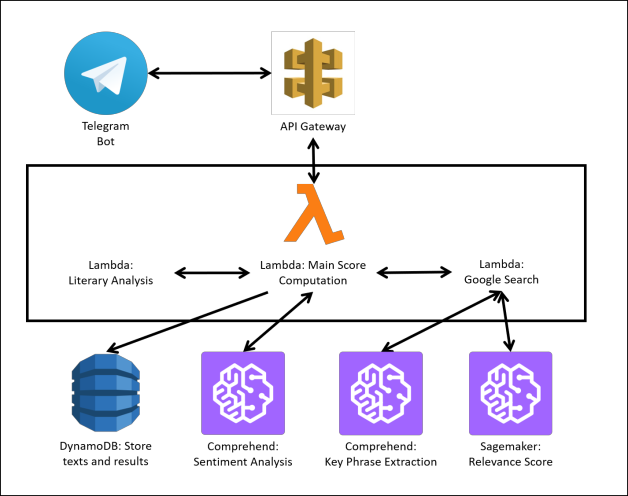 Telegram
Bot
API Gateway
Lambda:
Literary Analysis
Lambda: Main Score
Computation
Lambda:
Google Search
DynamoDB: Store
texts and results
Comprehend:
Sentiment Analysis
Comprehend:
Key Phrase Extraction
Sagemaker:
Relevance Score